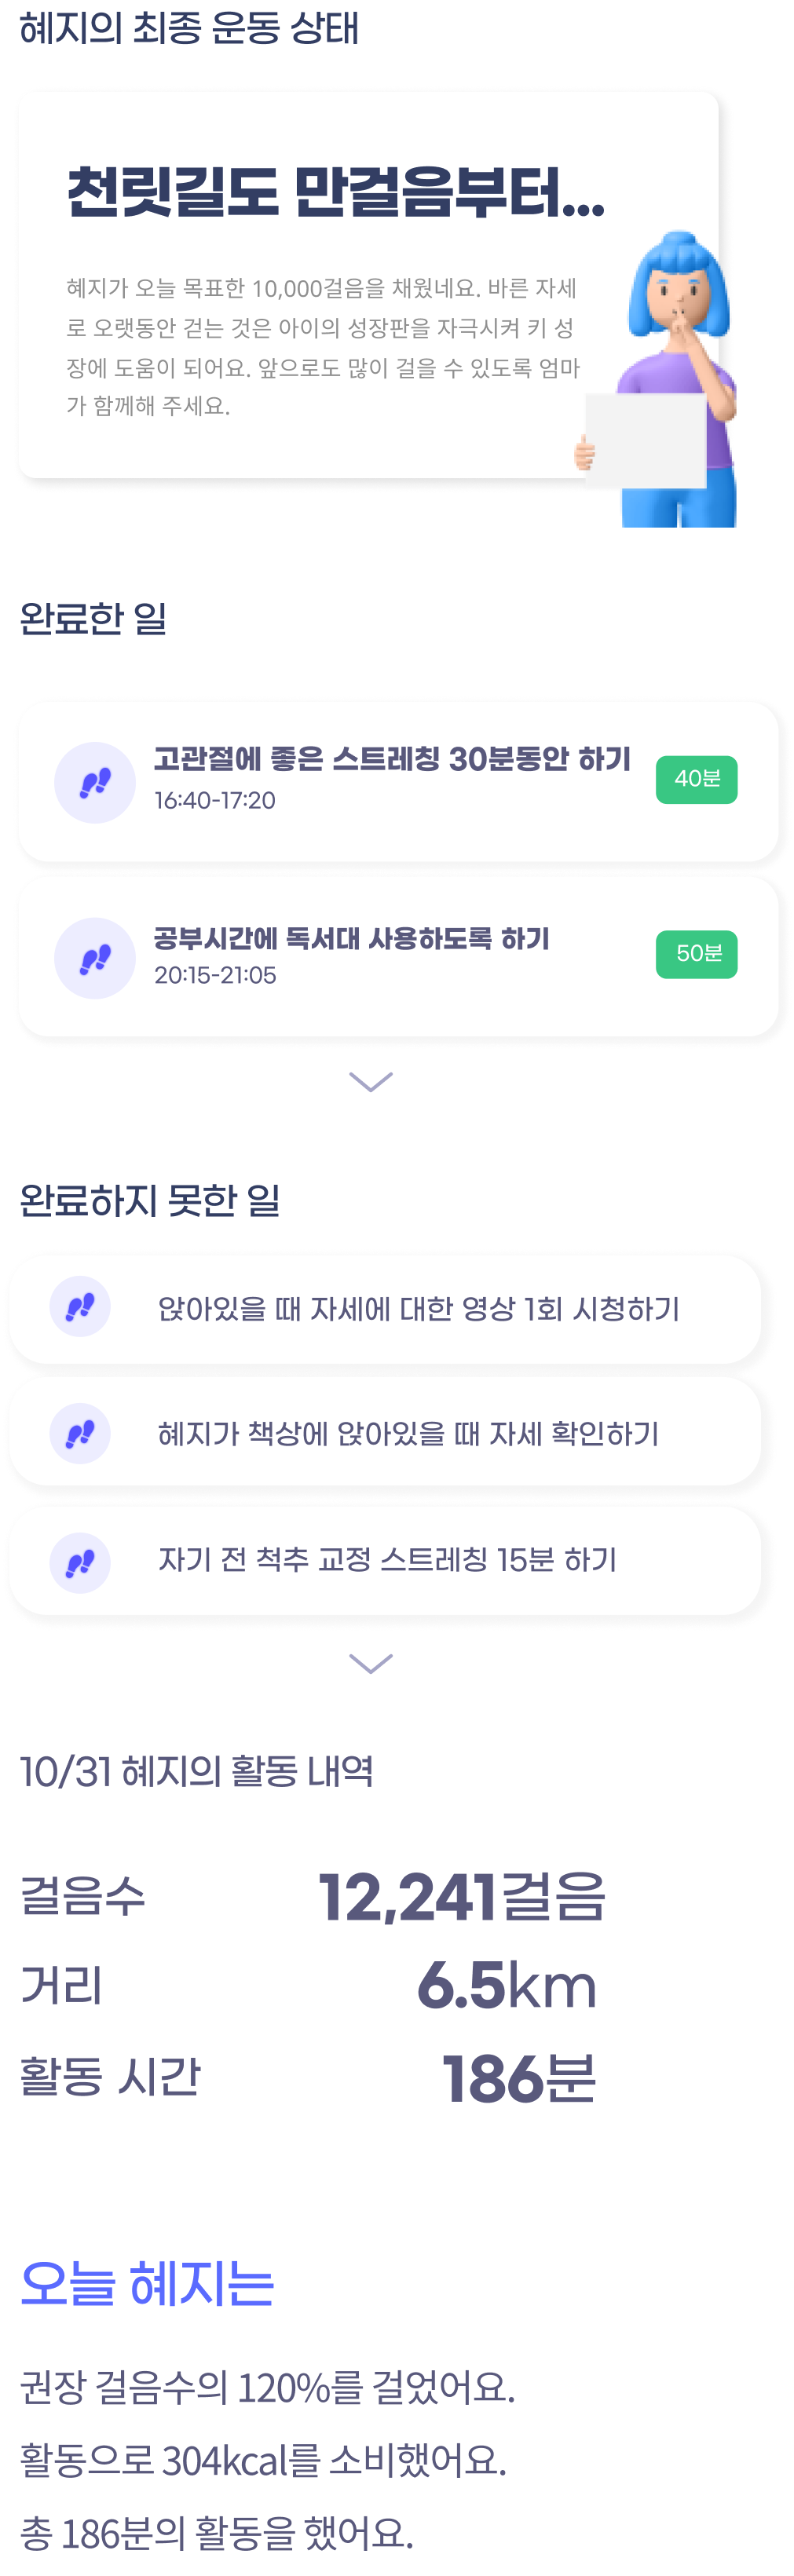 혜지의 최종 운동 상태
천릿길도 만걸음부터...
혜지가 오늘 목표한 10,000걸음을 채웠네요. 바른 자세
로 오랫동안 걷는 것은 아이의 성장판을 자극시켜 키 성
장에 도움이 되어요. 앞으로도 많이 걸을 수 있도록 엄마
가 함께해 주세요.
완료한 일
고관절에 좋은 스트레칭 30분동안 하기
40분
16:40-17:20
공부시간에 독서대 사용하도록 하기
50분
20:15-21:05
완료하지 못한 일
앉아있을 때 자세에 대한 영상 1회 시청하기
혜지가 책상에 앉아있을 때 자세 확인하기
자기 전 척추 교정 스트레칭 15분 하기
10/31 혜지의 활동 내역
걸음수 12,241걸음
거리 6.5km
활동 시간 186분
오늘 혜지는
권장 걸음수의 120%를 걸었어요.
활동으로 304kcal를 소비했어요.
총 186분의 활동을 했어요.